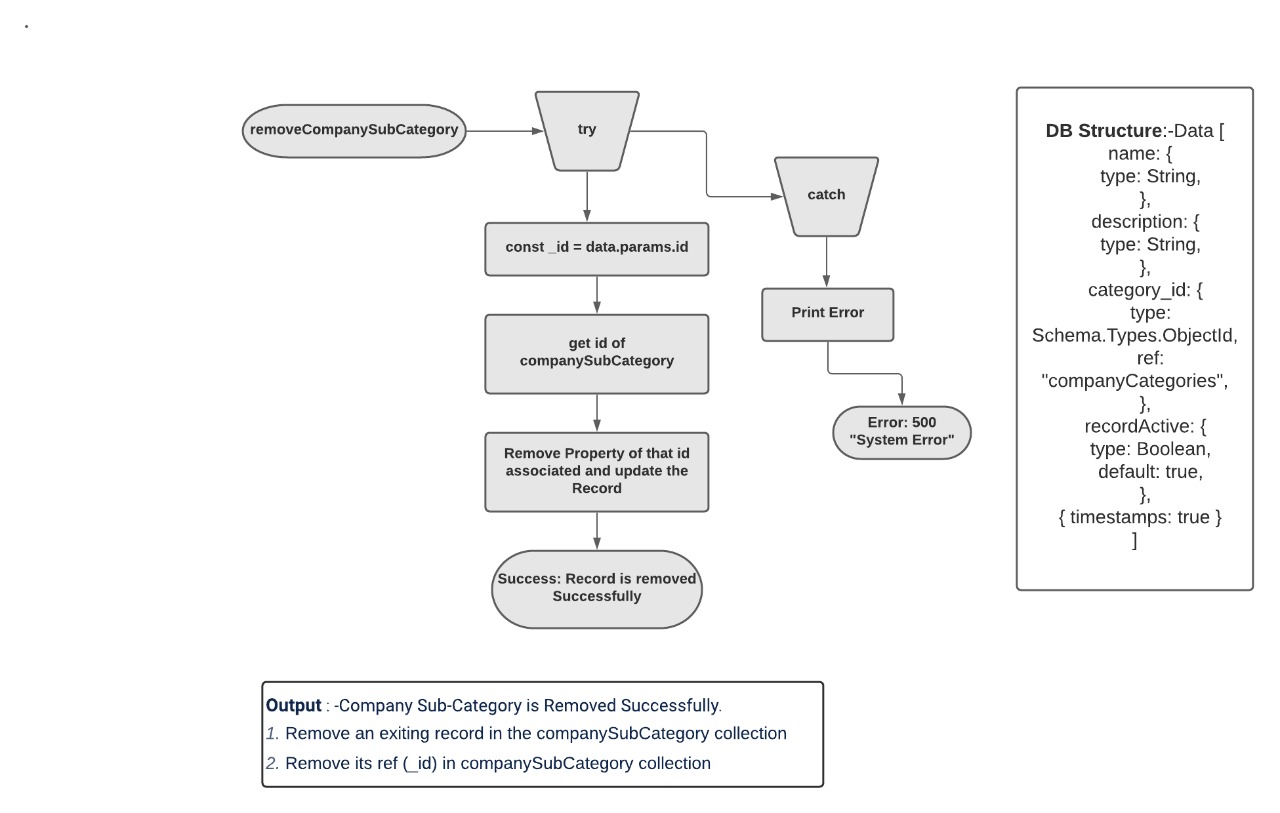 .
removeCompanySubCategory
try
const _id = data.params.id
get id of
companySubCategory
Remove Property of that id
associated and update the
Record
Success: Record is removed
Successfully
catch
Print Error
Error: 500
"System Error"
DB Structure:-Data [
name: {
type: String,
},
description: {
type: String,
},
category_id: {
type:
Schema.Types.ObjectId,
ref:
"companyCategories",
},
recordActive: {
type: Boolean,
default: true,
},
{ timestamps: true }
]
Output : -Company Sub-Category is Removed Successfully.
1. Remove an exiting record in the companySubCategory collection
2. Remove its ref (_id) in companySubCategory collection